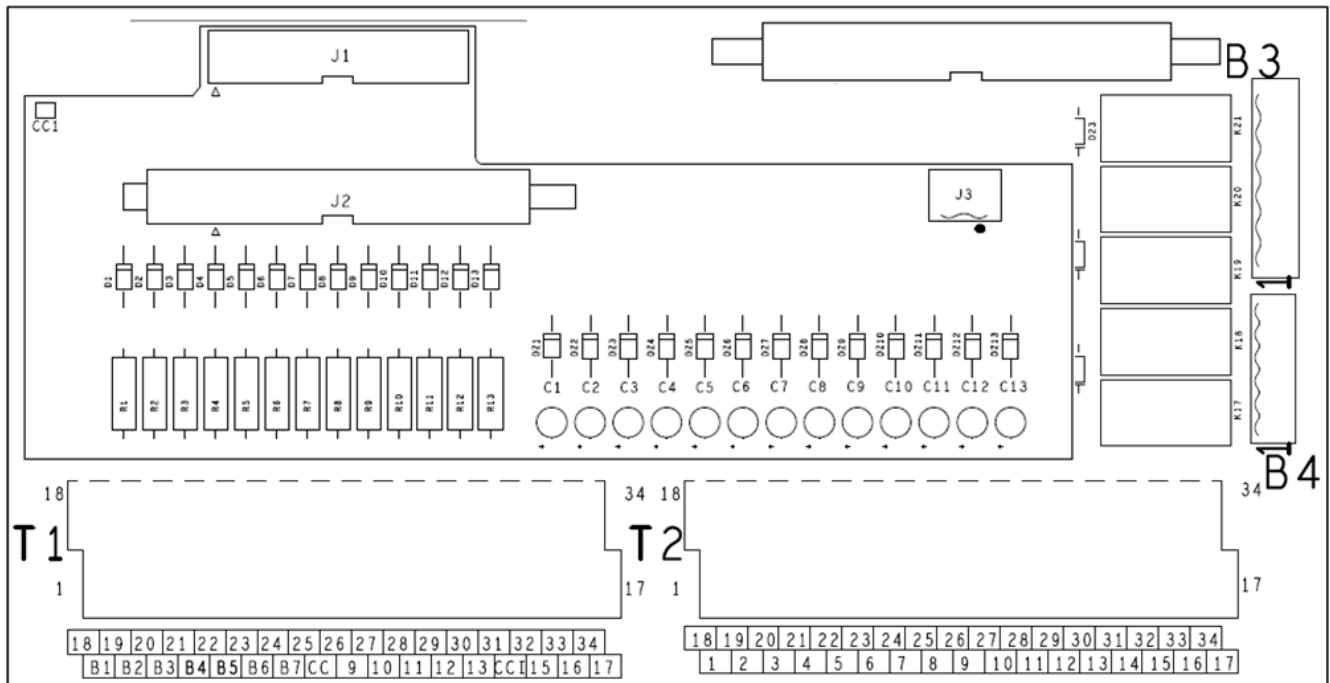 J1
B3
CC1
D23
K21
J2
J3
K20
D1 D2 D3 D4 D5 D6 D7 D8 D9 D10 D11 D12 D13
K19
1
DZ1 DZ2 DZ3 DZ4 DZ5 DZ6 DZ7 DZ8 DZ9 DZ10 DZ11 DZ12 DZ13
K18
C1 C2 C3 C4 C5 C6 C7 C8 C9 C10 C11 C12 C13
R1 R2 R3 R4 R5 R6 R7 R8 R9 R10 R11 R12 R13
K17
1
B4
18 34 18 34
T1 T2
1 17 1 17
18 19 20 21 22 23 24 25 26 27 28 29 30 31 32 33 34
B1 B2 B3 B4 B5 B6 B7 CC 9 10 11 12 13 CCI 15 16 17
18 19 20 21 22 23 24 25 26 27 28 29 30 31 32 33 34
1 2 3 4 5 6 7 8 9 10 11 12 13 14 15 16 17